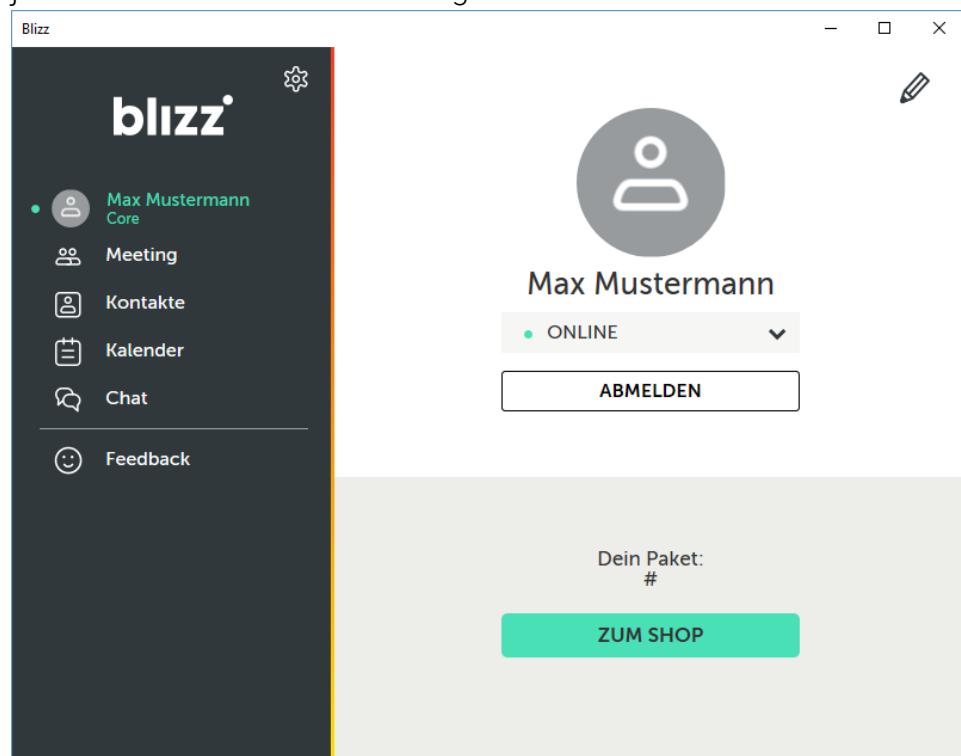 Blizz
blizz
Max Mustermann
Core
Meeting
Kontakte
Kalender
Chat
Feedback
Max Mustermann
ONLINE
ABMELDEN
Dein Paket:
#
ZUM SHOP